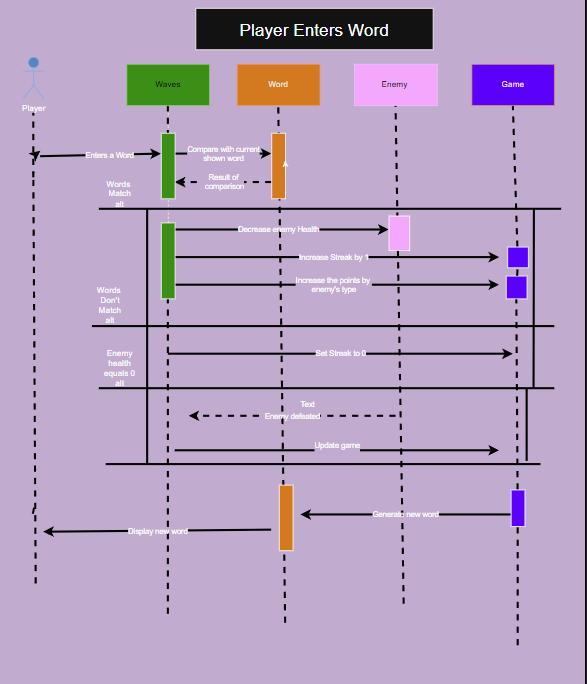 Player Enters Word
Waves
Word
Enemy
Game
Player
Enters a Word
Compare with current
shown word
Result of
comparison
Words
Match
alt
Decrease enemy Health
Increase Streak by 1
Increase the points by
enemy's type
Words
Don't
Match
alt
Enemy
health
equals 0
alt
Set Streak to 0
Text
Enemy defeated
Update game
Generate new word
Display new word